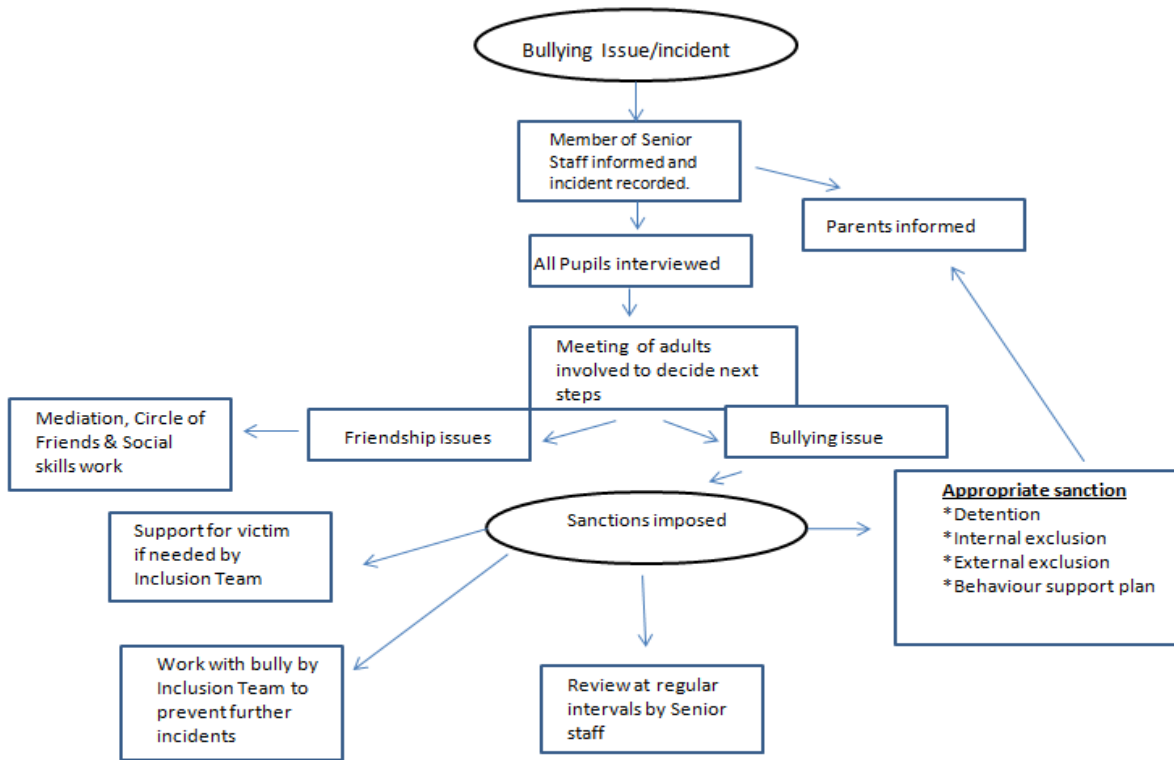 Bullying Issue/incident
Member of Senior
Staff informed and
incident recorded.
Parents informed
All Pupils interviewed
Meeting of adults
involved to decide next
steps
Mediation, Circle of
Friends & Social
skills work
Friendship issues
Bullying issue
Appropriate sanction
*Detention
*Internal exclusion
*External exclusion
*Behaviour support plan
Sanctions imposed
Support for victim
if needed by
Inclusion Team
Work with bully by
Inclusion Team to
prevent further
incidents
Review at regular
intervals by Senior
staff